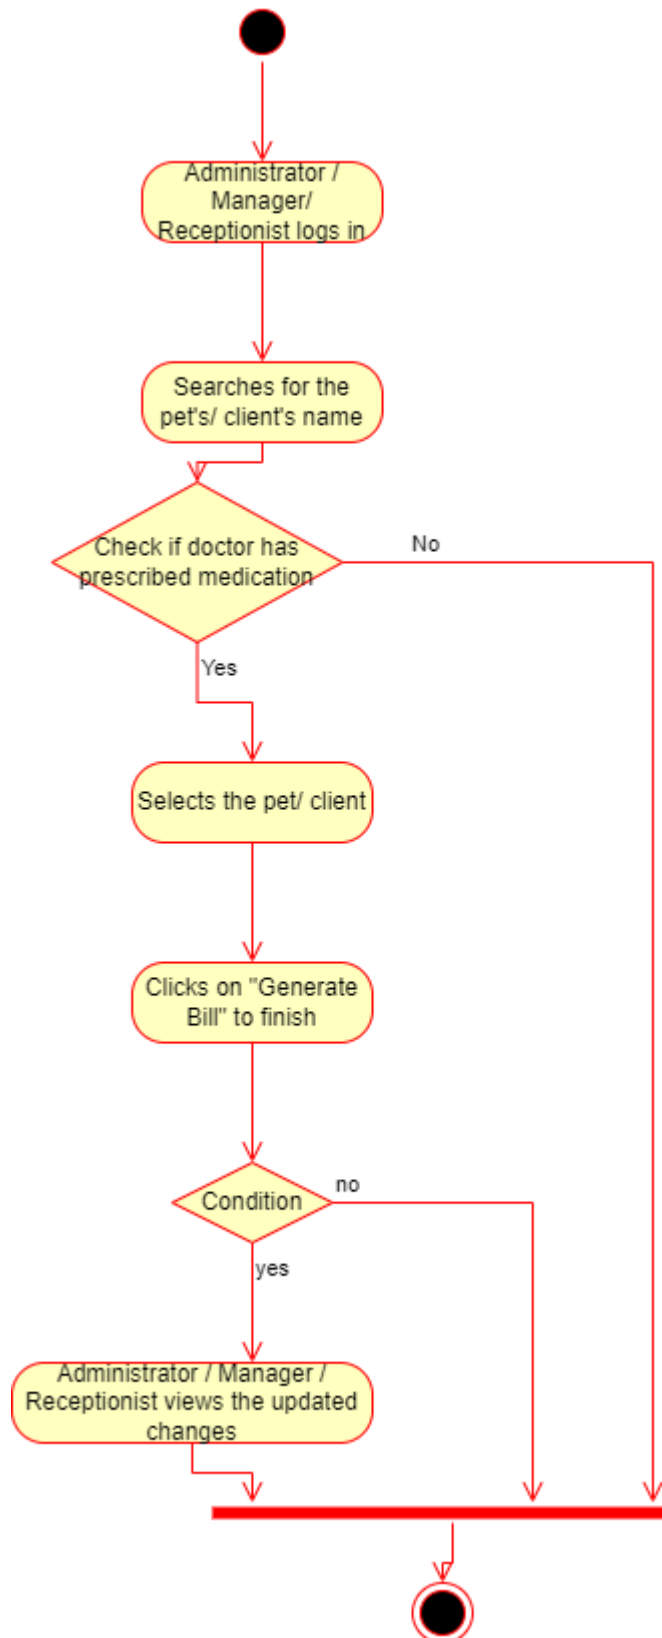 Administrator /
Manager/
Receptionist logs in
Searches for the
pet's/ client's name
Check if doctor has
prescribed medication
No
Yes
Selects the pet/ client
Clicks on "Generate
Bill" to finish
Condition
no
yes
Administrator / Manager /
Receptionist views the updated
changes